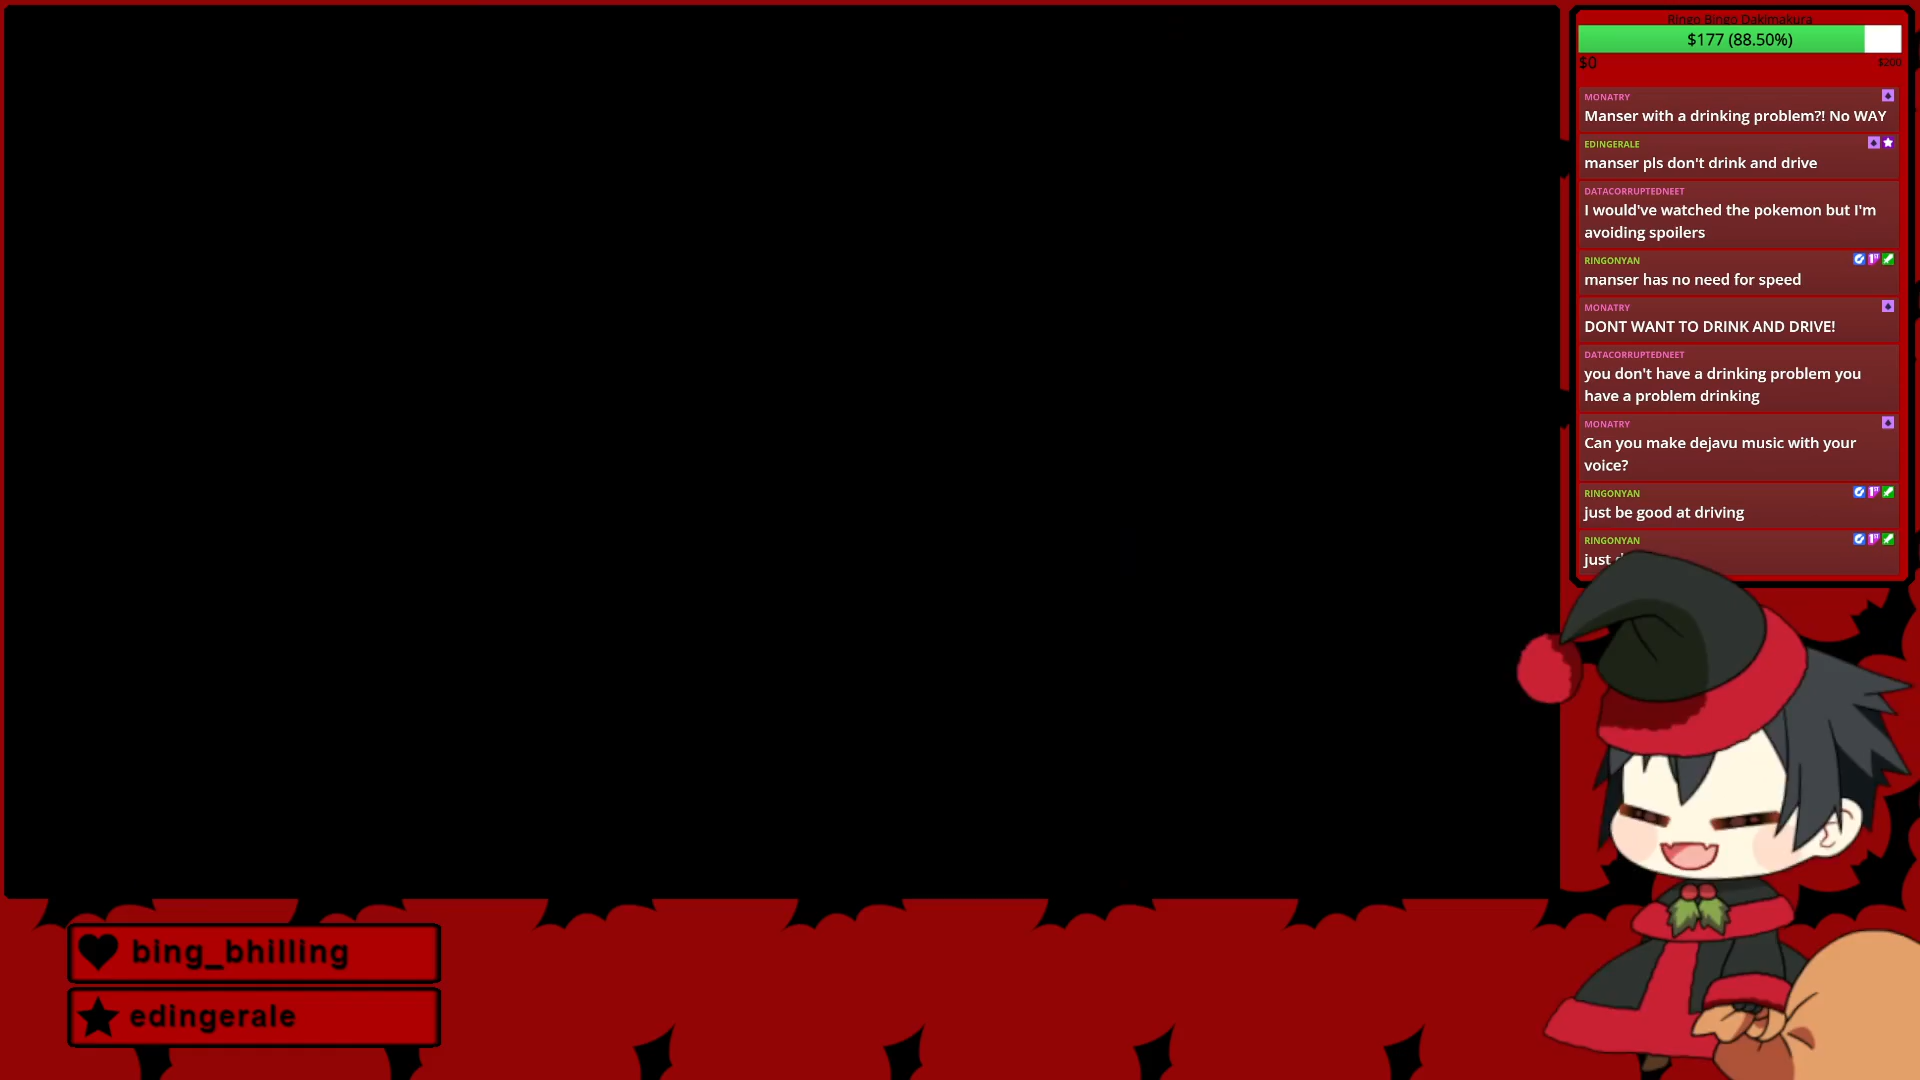 Ringo Bingo Dakimakura
$177 (88.50%)
$0
$200
MONATRY
Manser with a drinking problem?! No WAY
EDINGERALE
manser pls don't drink and drive
DATACORRUPTEDNEET
I would've watched the pokemon but I'm
avoiding spoilers
RINGONYAN
manser has no need for speed
MONATRY
DONT WANT TO DRINK AND DRIVE!
DATACORRUPTEDNEET
you don't have a drinking problem you
have a problem drinking
MONATRY
Can you make dejavu music with your
voice?
RINGONYAN
just be good at driving
RINGONYAN
just
bing_bhilling
edingerale